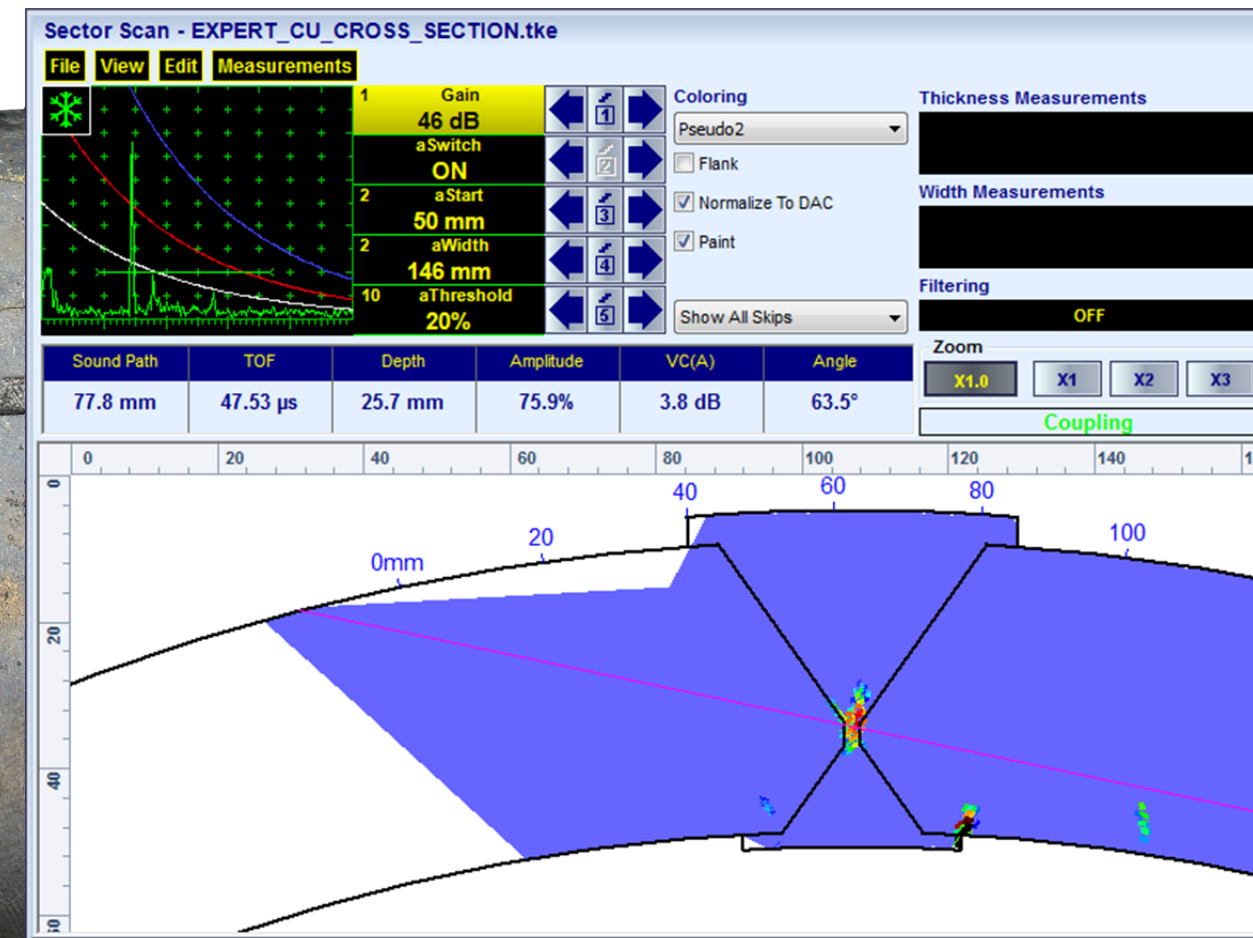 Sector Scan - EXPERT_CU_CROSS_SECTION.tke
File View Edit Measurements
1 Gain
46 dB
1
aSwitch
ON
2
2 aStart
50 mm
3
2 aWidth
146 mm
4
10 aThreshold
20%
5
Coloring
Pseudo2
Flank
Normalize To DAC
Paint
Show All Skips
Thickness Measurements
Width Measurements
Filtering
OFF
Zoom
X1.0 X1 X2 X3
Coupling
Sound Path TOF Depth Amplitude VC(A) Angle
77.8 mm 47.53 µs 25.7 mm 75.9% 3.8 dB 63.5°
0 20 40 60 80 100 120 140 1
0
20
40
0mm 20 40 60 80 100